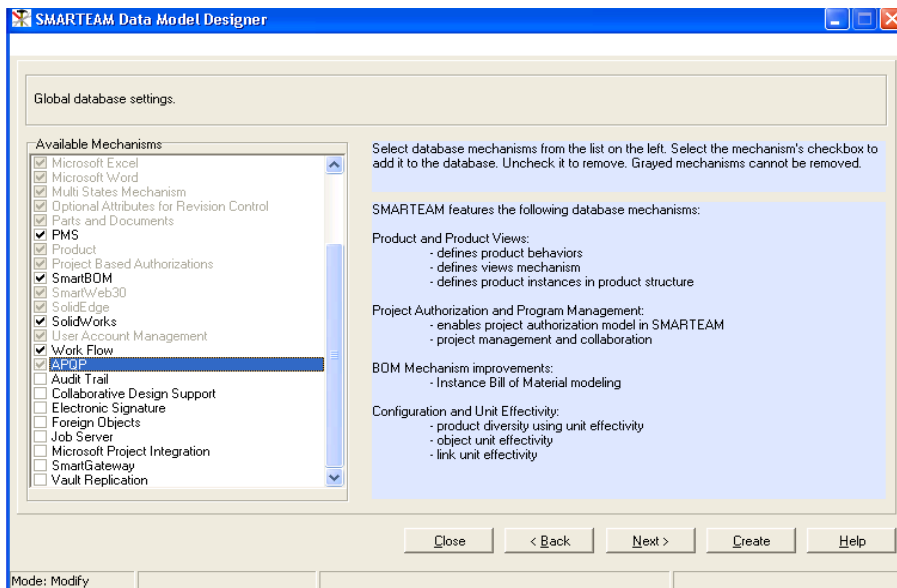 SMARTEAM Data Model Designer
Global database settings.
Available Mechanisms
Microsoft Excel
Microsoft Word
Multi States Mechanism
Optional Attributes for Revision Control
Parts and Documents
PMS
Product
Project Based Authorizations
SmartBOM
SmartWeb30
SolidEdge
SolidWorks
User Account Management
Work Flow
APQP
Audit Trail
Collaborative Design Support
Electronic Signature
Foreign Objects
Job Server
Microsoft Project Integration
SmartGateway
Vault Replication
Select database mechanisms from the list on the left. Select the mechanism's checkbox to
add it to the database. Uncheck it to remove. Grayed mechanisms cannot be removed.
SMARTEAM features the following database mechanisms:
Product and Product Views:
- defines product behaviors
- defines views mechanism
- defines product instances in product structure
Project Authorization and Program Management:
- enables project authorization model in SMARTEAM
- project management and collaboration
BOM Mechanism improvements:
- Instance Bill of Material modeling
Configuration and Unit Effectivity:
- product diversity using unit effectivity
- object unit effectivity
- link unit effectivity
Close
< Back
Next >
Create
Help
Mode: Modify